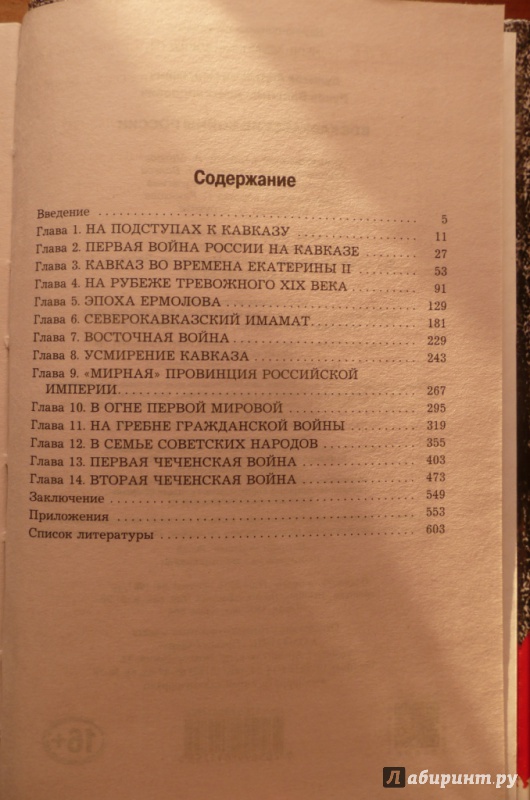 Содержание
Введение ........ 5
Глава 1. НА ПОДСТУПАХ К КАВКАЗУ ........ 11
Глава 2. ПЕРВАЯ ВОЙНА РОССИИ НА КАВКАЗЕ ........ 27
Глава 3. КАВКАЗ ВО ВРЕМЕНА ЕКАТЕРИНЫ II ........ 53
Глава 4. НА РУБЕЖЕ ТРЕВОЖНОГО XIX ВЕКА ........ 91
Глава 5. ЭПОХА ЕРМОЛОВА ........ 129
Глава 6. СЕВЕРОКАВКАЗСКИЙ ИМАМАТ ........ 181
Глава 7. ВОСТОЧНАЯ ВОЙНА ........ 229
Глава 8. УСМИРЕНИЕ КАВКАЗА ........ 243
Глава 9. «МИРНАЯ» ПРОВИНЦИЯ РОССИЙСКОЙ
ИМПЕРИИ ........ 267
Глава 10. В ОГНЕ ПЕРВОЙ МИРОВОЙ ........ 295
Глава 11. НА ГРЕБНЕ ГРАЖДАНСКОЙ ВОЙНЫ ........ 319
Глава 12. В СЕМЬЕ СОВЕТСКИХ НАРОДОВ ........ 355
Глава 13. ПЕРВАЯ ЧЕЧЕНСКАЯ ВОЙНА ........ 403
Глава 14. ВТОРАЯ ЧЕЧЕНСКАЯ ВОЙНА ........ 473
Заключение ........ 549
Приложения ........ 553
Список литературы ........ 603
16+
Лабиринт.ру